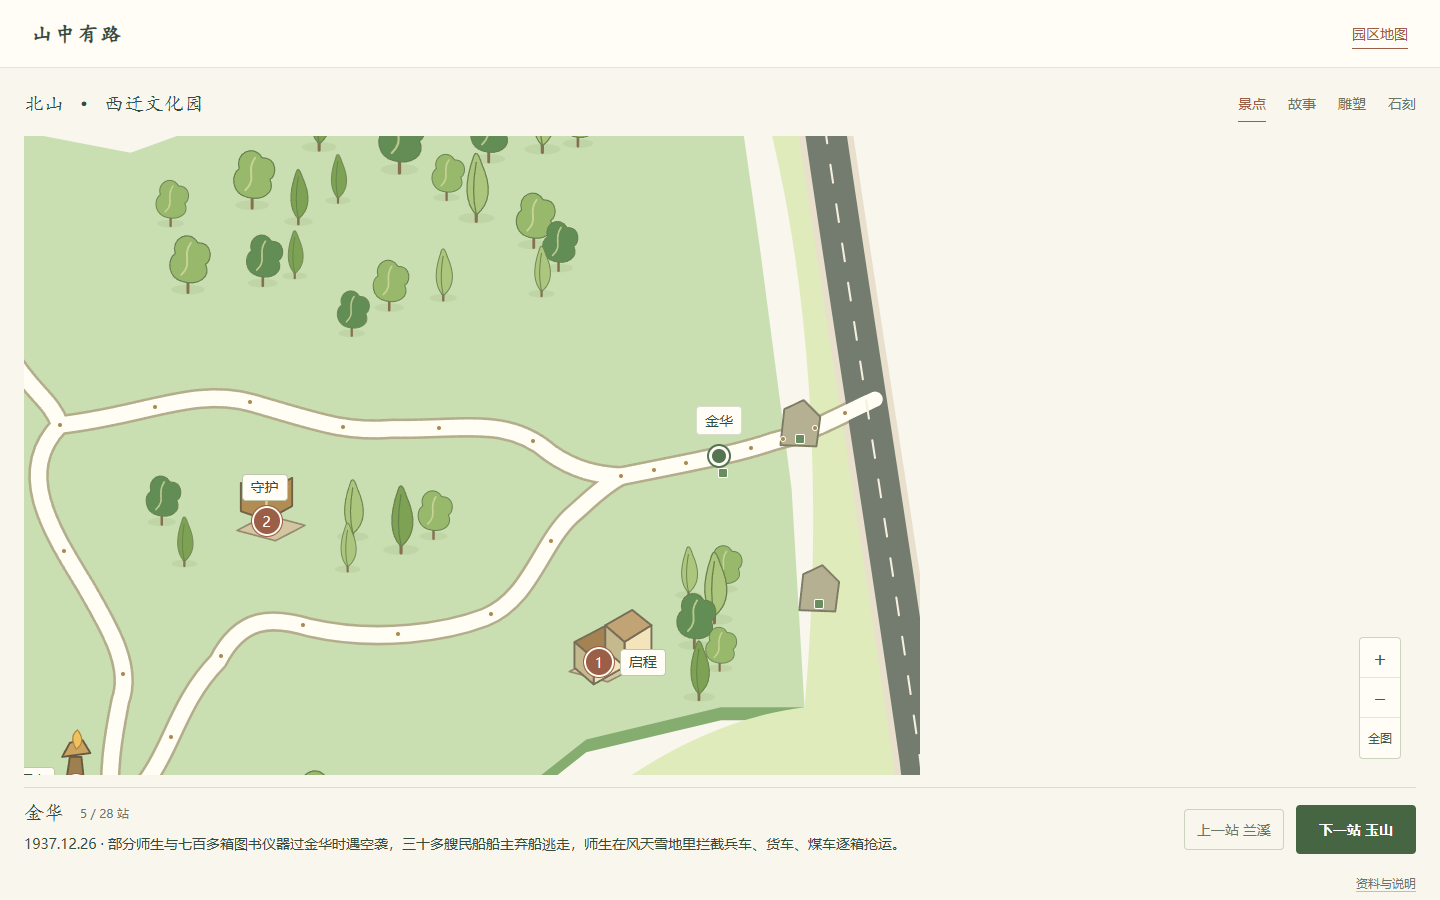 山中有路
园区地图
北山 • 西迁文化园
景点 故事 雕塑 石刻
金华
守护
2
1
启程
+
−
全图
金华 5 / 28 站
1937.12.26 · 部分师生与七百多箱图书仪器过金华时遇空袭，三十多艘民船船主弃船逃走，师生在风天雪地里拦截兵车、货车、煤车逐箱抢运。
上一站 兰溪
下一站 玉山
资料与说明